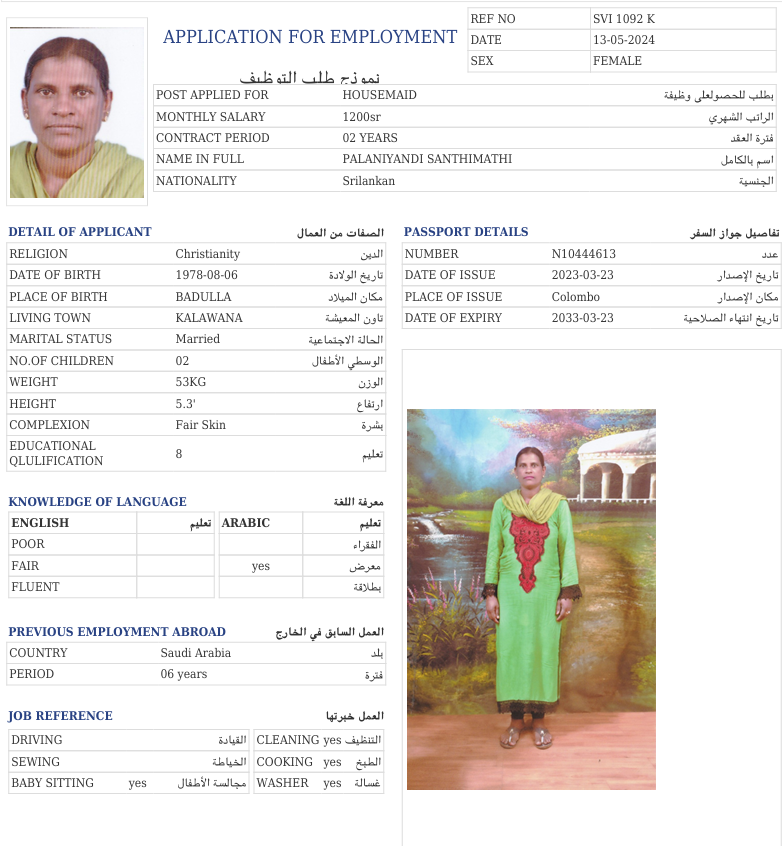 APPLICATION FOR EMPLOYMENT
نموذج طلب التوظيف
REF NO SVI 1092 K
DATE 13-05-2024
SEX FEMALE
POST APPLIED FOR HOUSEMAID بطلب للحصولعلى وظيفة
MONTHLY SALARY 1200sr الراتب الشهري
CONTRACT PERIOD 02 YEARS فترة العقد
NAME IN FULL PALANIYANDI SANTHIMATHI اسم بالكامل
NATIONALITY Srilankan الجنسية
DETAIL OF APPLICANT الصفات من العمال
RELIGION Christianity الدين
DATE OF BIRTH 1978-08-06 تاريخ الولادة
PLACE OF BIRTH BADULLA مكان الميلاد
LIVING TOWN KALAWANA تاون المعيشة
MARITAL STATUS Married الحالة الاجتماعية
NO.OF CHILDREN 02 الوسطي الأطفال
WEIGHT 53KG الوزن
HEIGHT 5.3' ارتفاع
COMPLEXION Fair Skin بشرة
EDUCATIONAL
QLULIFICATION 8 تعليم
PASSPORT DETAILS تفاصيل جواز السفر
NUMBER N10444613 عدد
DATE OF ISSUE 2023-03-23 تاريخ الإصدار
PLACE OF ISSUE Colombo مكان الإصدار
DATE OF EXPIRY 2033-03-23 تاريخ انتهاء الصلاحية
KNOWLEDGE OF LANGUAGE معرفة اللغة
ENGLISH تعليم ARABIC تعليم
POOR الفقراء
FAIR yes معرض
FLUENT بطلاقة
PREVIOUS EMPLOYMENT ABROAD العمل السابق في الخارج
COUNTRY Saudi Arabia بلد
PERIOD 06 years فترة
JOB REFERENCE العمل خبرتها
DRIVING القيادة CLEANING yes التنظيف
SEWING الخياطة COOKING yes الطبخ
BABY SITTING yes مجالسة الأطفال WASHER yes غسالة